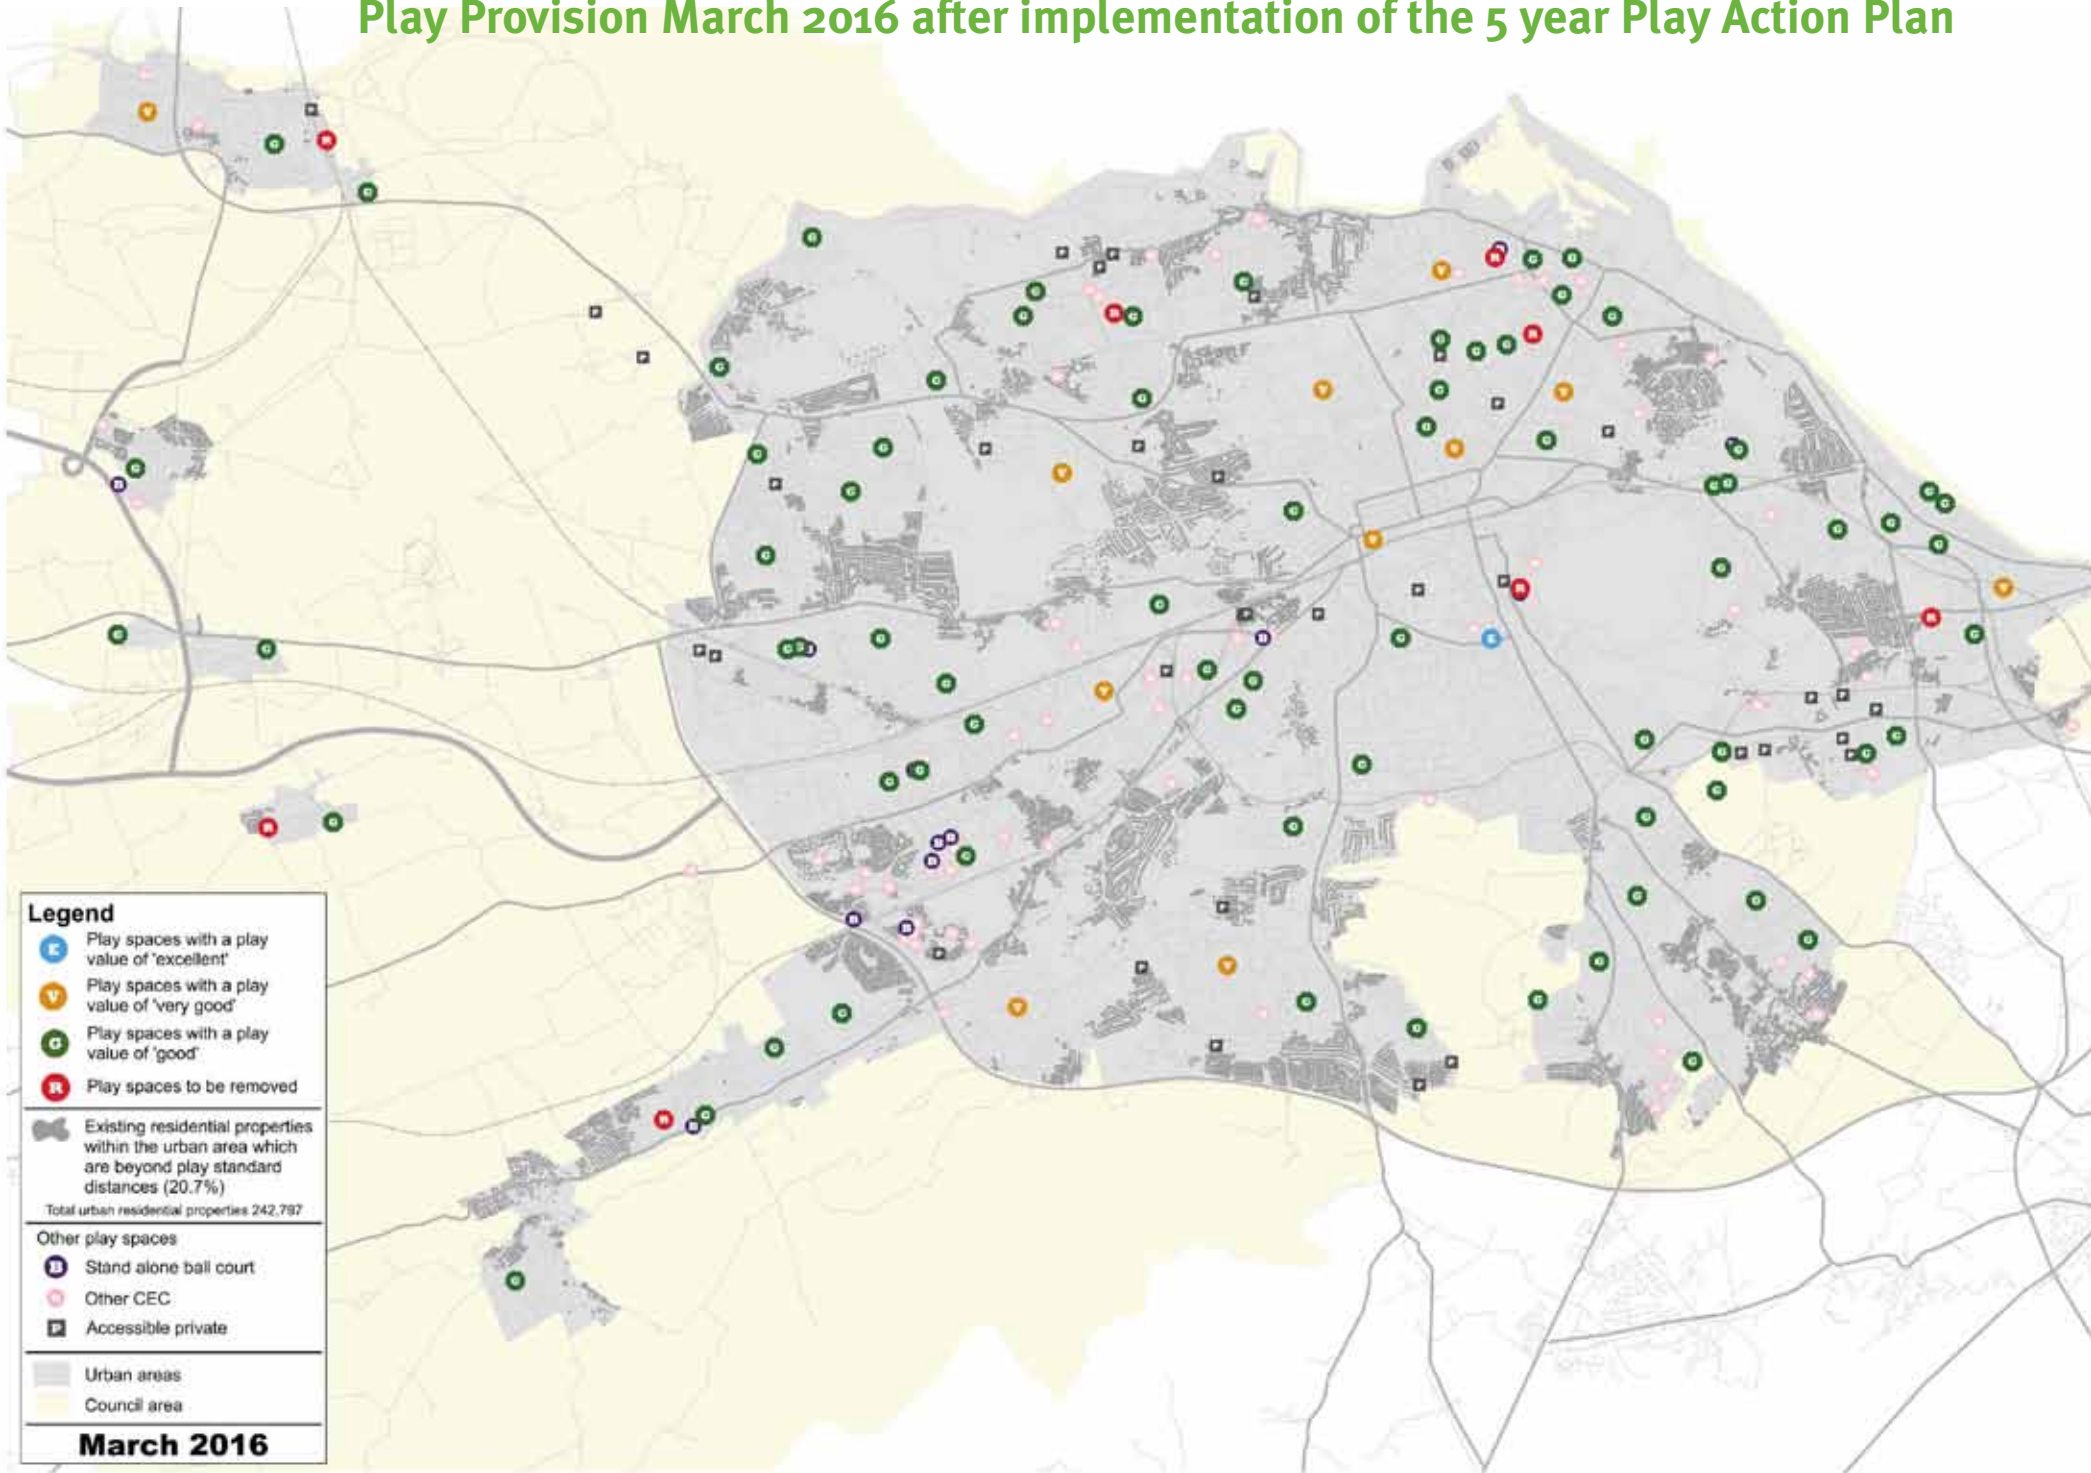 Play Provision March 2016 after implementation of the 5 year Play Action Plan
Legend
E
Play spaces with a play
value of 'excellent'
V
Play spaces with a play
value of 'very good'
G
Play spaces with a play
value of 'good'
R
Play spaces to be removed
Existing residential properties
within the urban area which
are beyond play standard
distances (20.7%)
Total urban residential properties 242,797
Other play spaces
B
Stand alone ball court
Other CEC
P
Accessible private
Urban areas
Council area
March 2016